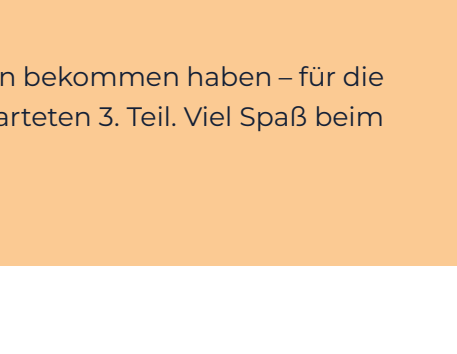 n bekommen haben – für die
arteten 3. Teil. Viel Spaß beim